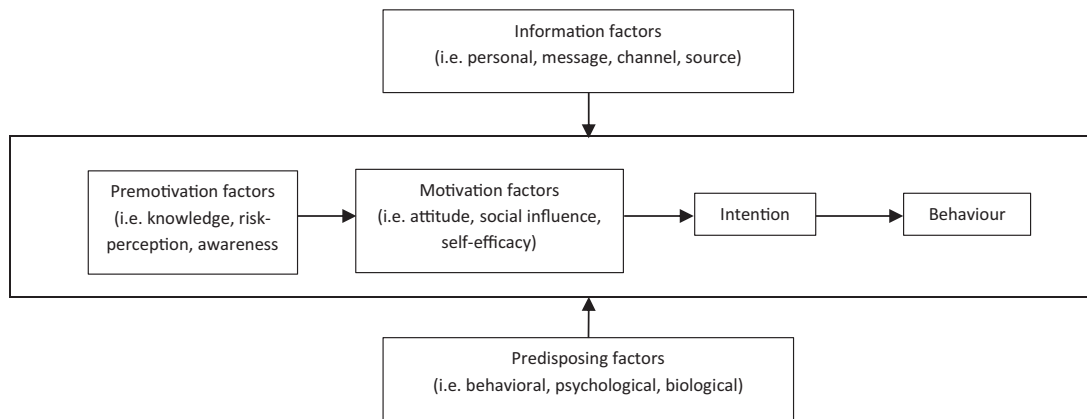 Information factors
(i.e. personal, message, channel, source)
Premotivation factors
(i.e. knowledge, risk-
perception, awareness
Motivation factors
(i.e. attitude, social influence,
self-efficacy)
Intention
Behaviour
Predisposing factors
(i.e. behavioral, psychological, biological)